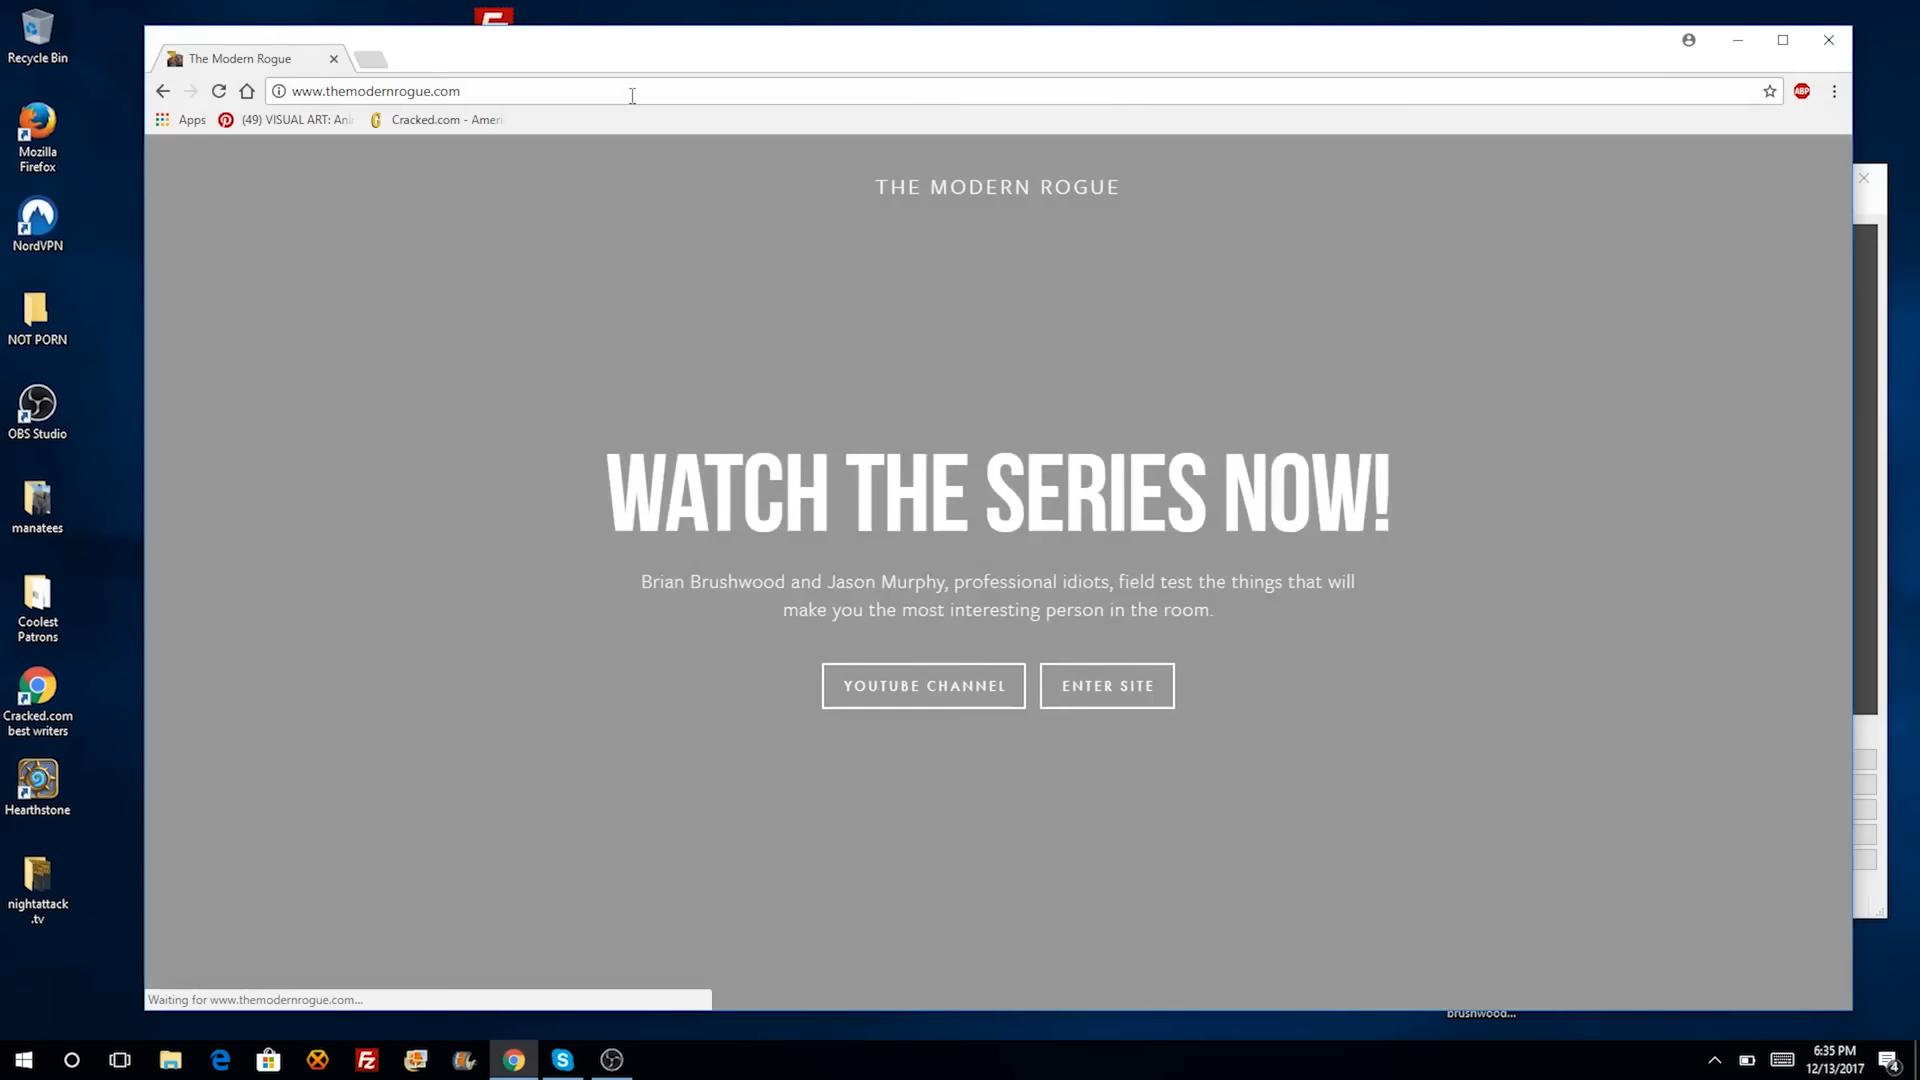 Recycle Bin
Mozilla
Firefox
NordVPN
NOT PORN
OBS Studio
manatees
Coolest
Patrons
Cracked.com
best writers
Hearthstone
nightattack
.tv
The Modern Rogue
www.themodernrogue.com
ABP
Apps
(49) VISUAL ART: Ani
Cracked.com - Ameri
THE MODERN ROGUE
WATCH THE SERIES NOW!
Brian Brushwood and Jason Murphy, professional idiots, field test the things that will
make you the most interesting person in the room.
YOUTUBE CHANNEL
ENTER SITE
Waiting for www.themodernrogue.com...
brushwood...
6:35 PM
12/13/2017
4